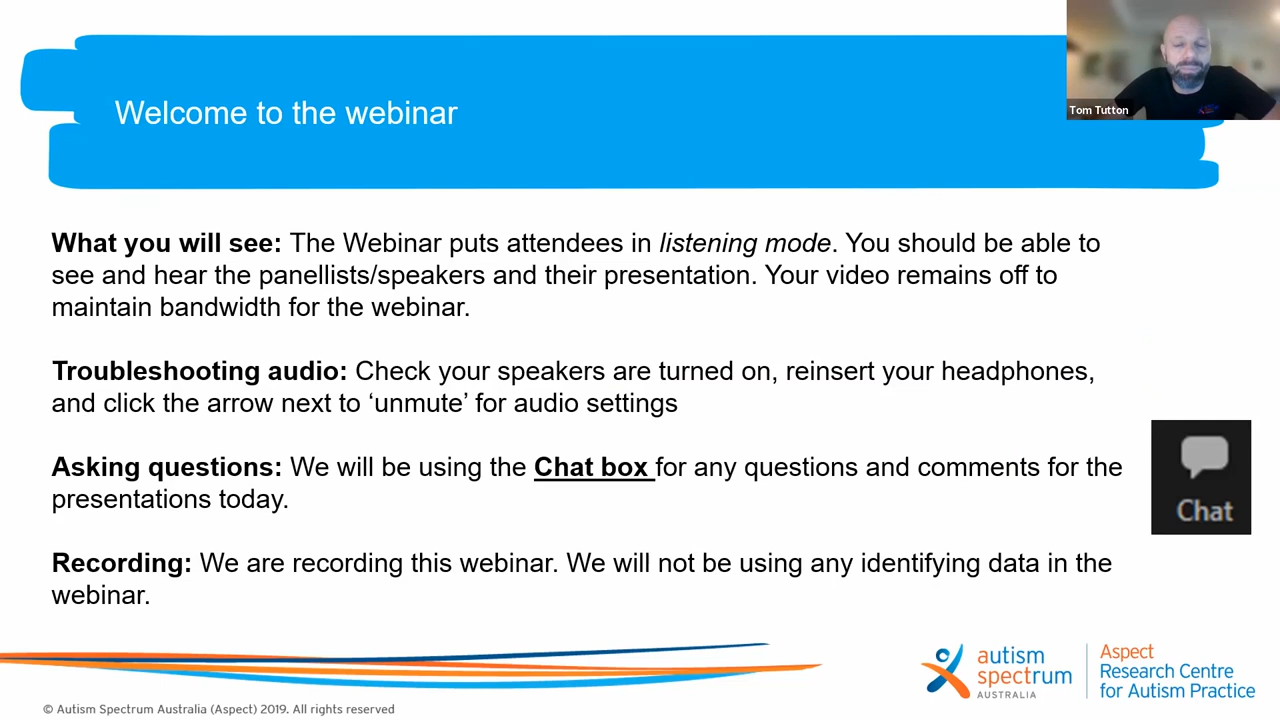 Tom Tutton
Welcome to the webinar
What you will see: The Webinar puts attendees in listening mode. You should be able to
see and hear the panellists/speakers and their presentation. Your video remains off to
maintain bandwidth for the webinar.
Troubleshooting audio: Check your speakers are turned on, reinsert your headphones,
and click the arrow next to ‘unmute’ for audio settings
Asking questions: We will be using the Chat box for any questions and comments for the
presentations today.
Chat
Recording: We are recording this webinar. We will not be using any identifying data in the
webinar.
autism
spectrum
AUSTRALIA
Aspect
Research Centre
for Autism Practice
© Autism Spectrum Australia (Aspect) 2019. All rights reserved